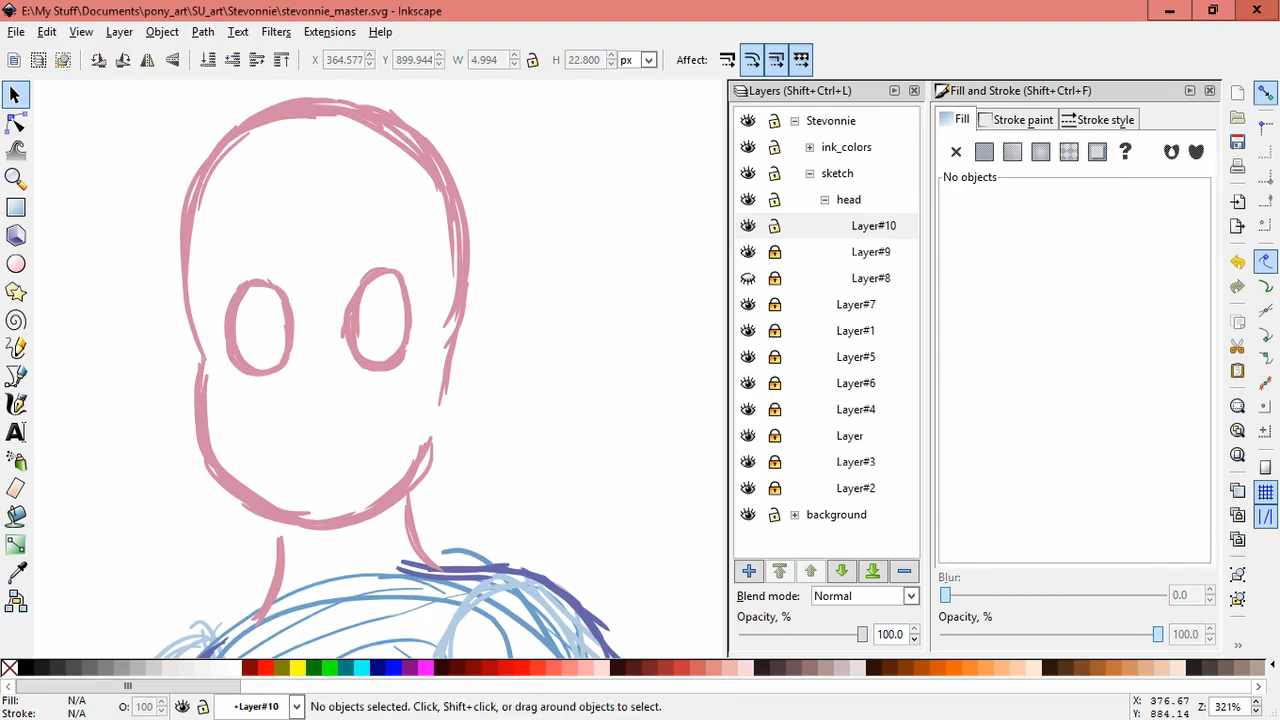 E:\My Stuff\Documents\pony_art\SU_art\Stevonnie\stevonnie_master.svg - Inkscape
File Edit View Layer Object Path Text Filters Extensions Help
X 364.577 Y 899.944 W 4.994 H 22.800 px Affect:
Layers (Shift+Ctrl+L)
Stevonnie
ink_colors
sketch
head
Layer#10
Layer#9
Layer#8
Layer#7
Layer#1
Layer#5
Layer#6
Layer#4
Layer
Layer#3
Layer#2
background
Blend mode: Normal
Opacity, %
100.0
Fill and Stroke (Shift+Ctrl+F)
Fill Stroke paint Stroke style
No objects
Blur:
0.0
Opacity, %
100.0
Fill: N/A
Stroke: N/A
O: 100
•Layer#10
No objects selected. Click, Shift+click, or drag around objects to select.
X: 376.67
Y: 884.14
Z: 321%